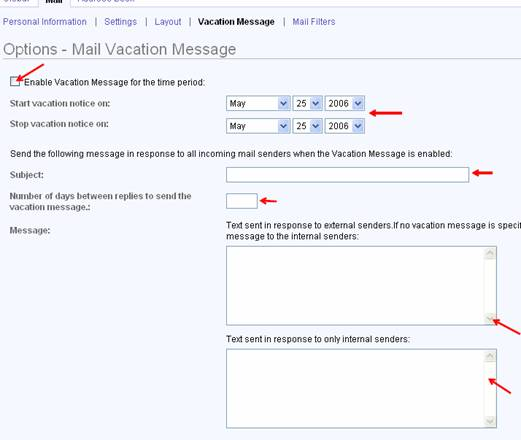 Mail
Personal Information | Settings | Layout | Vacation Message | Mail Filters
Options - Mail Vacation Message
Enable Vacation Message for the time period:
Start vacation notice on: May 25 2006
Stop vacation notice on: May 25 2006
Send the following message in response to all incoming mail senders when the Vacation Message is enabled:
Subject:
Number of days between replies to send the
vacation message.:
Message:
Text sent in response to external senders.If no vacation message is specif
message to the internal senders:
Text sent in response to only internal senders: